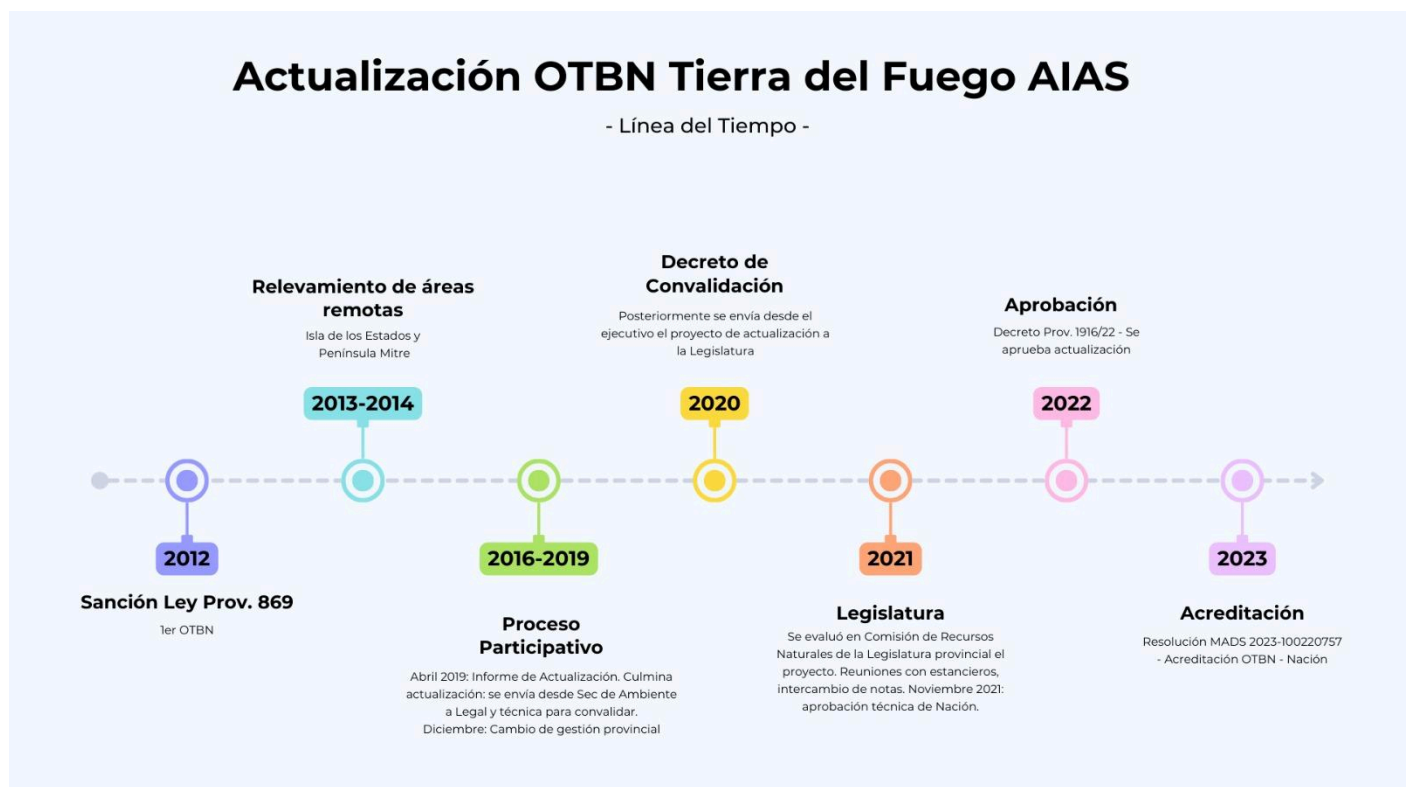 Actualización OTBN Tierra del Fuego AIAS
- Línea del Tiempo -
2012
Sanción Ley Prov. 869
1er OTBN
Relevamiento de áreas
remotas
Isla de los Estados y
Península Mitre
2013-2014
2016-2019
Proceso
Participativo
Abril 2019: Informe de Actualización. Culmina
actualización: se envía desde Sec de Ambiente
a Legal y técnica para convalidar.
Diciembre: Cambio de gestión provincial
Decreto de
Convalidación
Posteriormente se envía desde el
ejecutivo el proyecto de actualización a
la Legislatura
2020
2021
Legislatura
Se evaluó en Comisión de Recursos
Naturales de la Legislatura provincial el
proyecto. Reuniones con estancieros,
intercambio de notas. Noviembre 2021:
aprobación técnica de Nación.
Aprobación
Decreto Prov. 1916/22 - Se
aprueba actualización
2022
2023
Acreditación
Resolución MADS 2023-100220757
- Acreditación OTBN - Nación